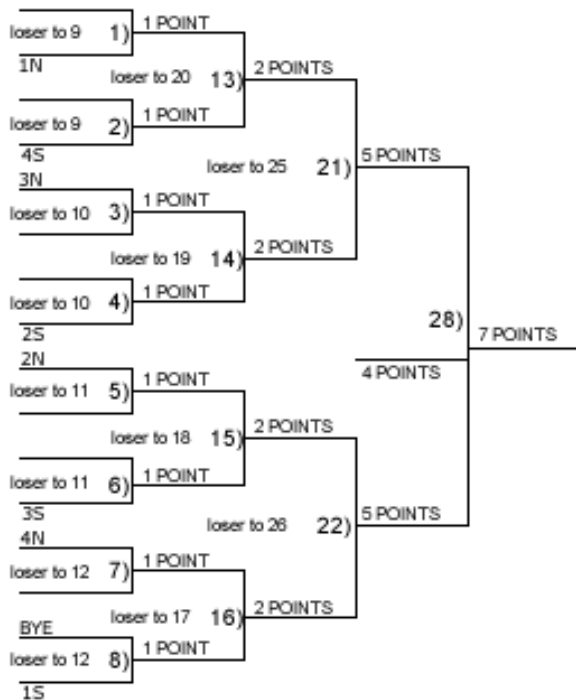 1 POINT
loser to 9 1)
1N
2 POINTS
loser to 20 13)
1 POINT
loser to 9 2)
4S
5 POINTS
loser to 25 21)
3N
1 POINT
loser to 10 3)
2 POINTS
loser to 19 14)
1 POINT
loser to 10 4)
2S
28)
7 POINTS
4 POINTS
2N
1 POINT
loser to 11 5)
2 POINTS
loser to 18 15)
1 POINT
loser to 11 6)
3S
5 POINTS
loser to 26 22)
4N
1 POINT
loser to 12 7)
2 POINTS
loser to 17 16)
BYE
1 POINT
loser to 12 8)
1S